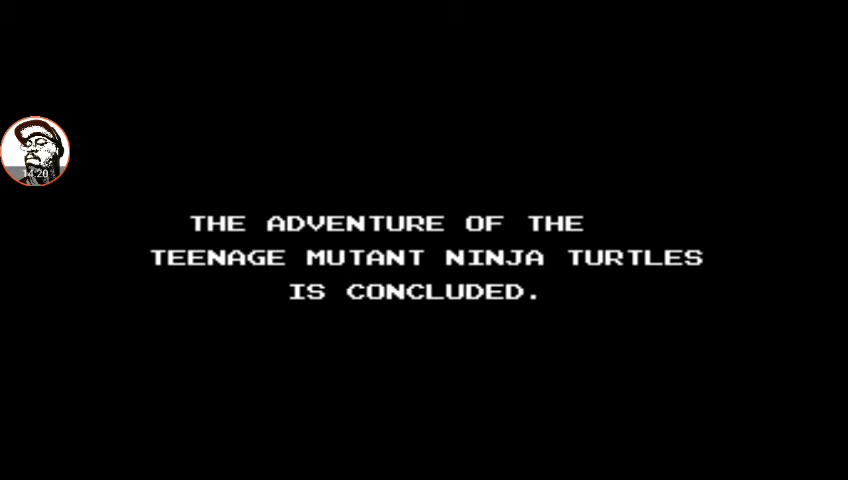 14:20
THE ADVENTURE OF THE
TEENAGE MUTANT NINJA TURTLES
IS CONCLUDED.